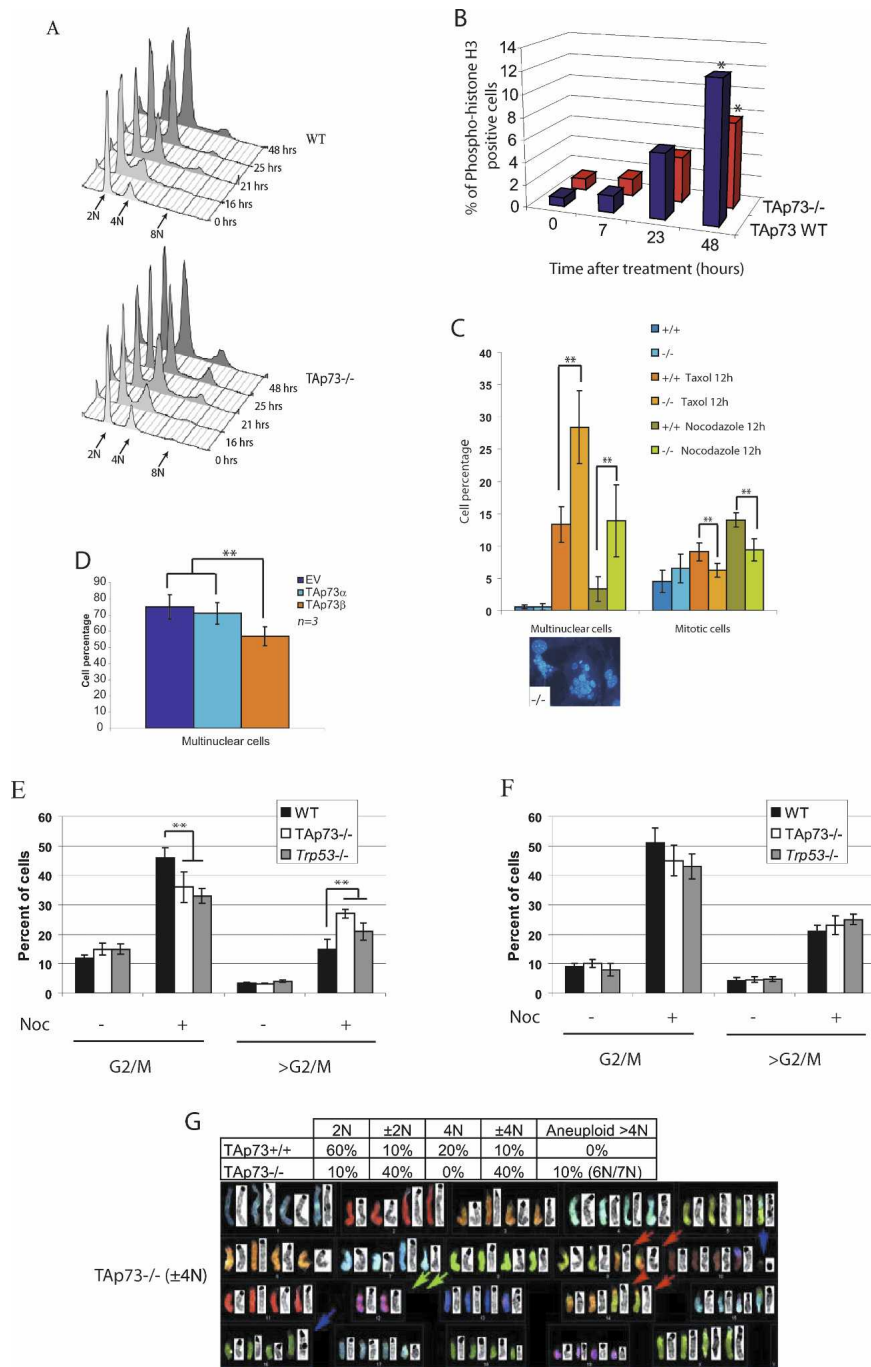 A
WT
48 hrs
25 hrs
21 hrs
16 hrs
0 hrs
2N
4N
8N
TAp73-/-
48 hrs
25 hrs
21 hrs
16 hrs
0 hrs
2N
4N
8N
B
% of Phospho-histone H3
positive cells
14
12
10
8
6
4
2
0
*
*
0
7
23
48
TAp73-/-
TAp73 WT
Time after treatment (hours)
C
+/+
-/-
+/+ Taxol 12h
-/- Taxol 12h
+/+ Nocodazole 12h
-/- Nocodazole 12h
Cell percentage
40
35
30
25
20
15
10
5
0
**
**
**
**
Multinuclear cells
Mitotic cells
-/-
D
**
EV
TAp73α
TAp73β
n=3
Cell percentage
90
80
70
60
50
40
30
20
10
0
Multinuclear cells
E
Percent of cells
60
50
40
30
20
10
0
WT
TAp73-/-
Trp53-/-
**
**
Noc - + - +
G2/M >G2/M
F
Percent of cells
60
50
40
30
20
10
0
WT
TAp73-/-
Trp53-/-
Noc - + - +
G2/M >G2/M
G
2N ±2N 4N ±4N Aneuploid >4N
TAp73+/+ 60% 10% 20% 10% 0%
TAp73-/- 10% 40% 0% 40% 10% (6N/7N)
TAp73-/- (±4N)